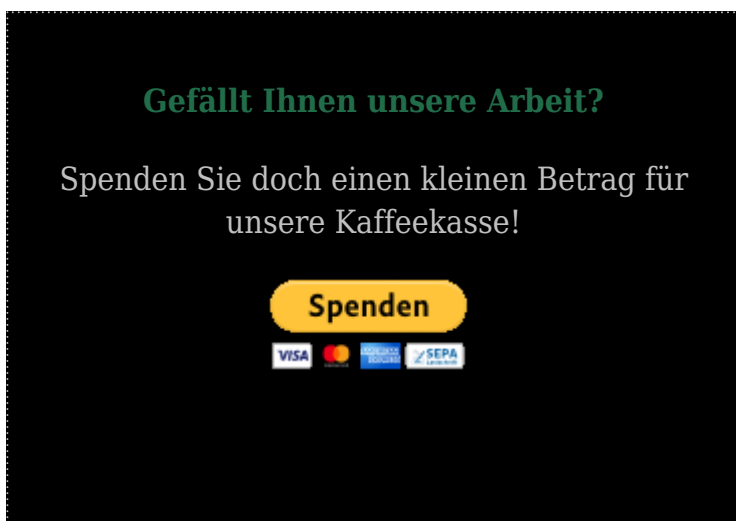 Gefällt Ihnen unsere Arbeit?
Spenden Sie doch einen kleinen Betrag für
unsere Kaffeekasse!
Spenden
VISA
SEPA